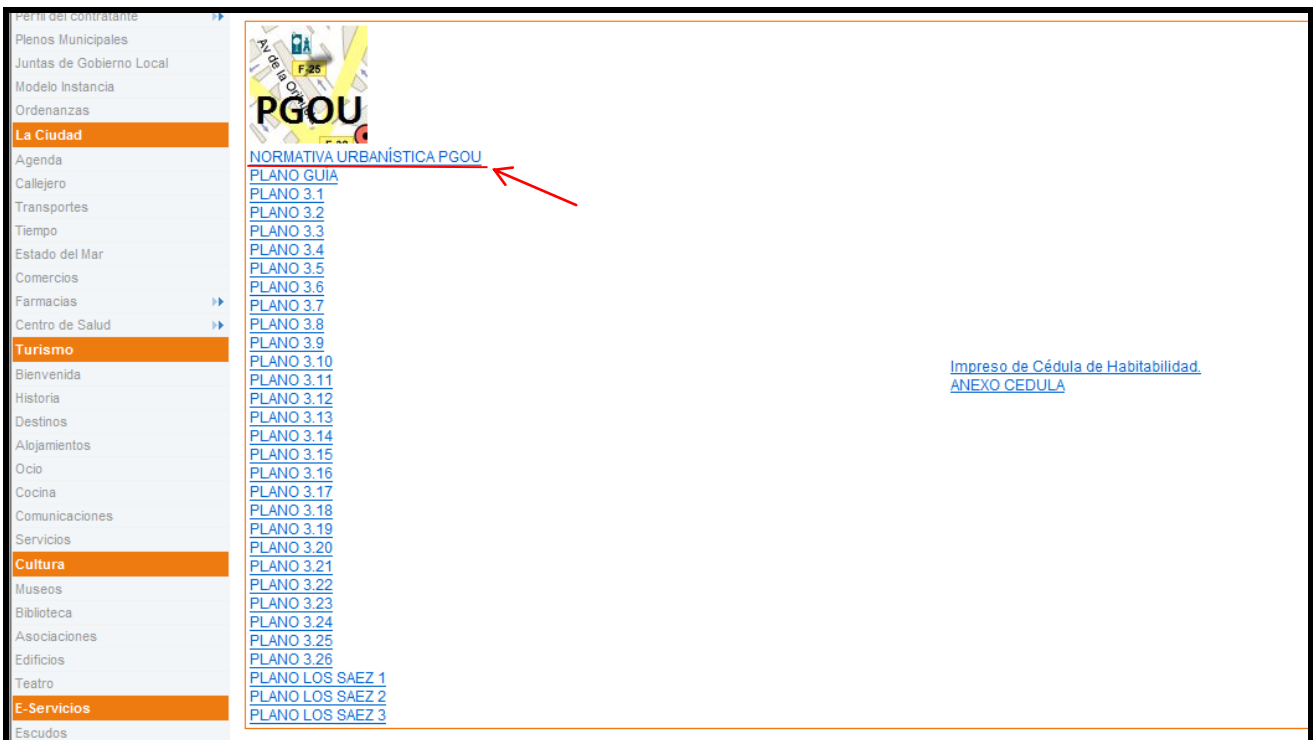 Perfil del contratante
Plenos Municipales
Juntas de Gobierno Local
Modelo Instancia
Ordenanzas
La Ciudad
Agenda
Callejero
Transportes
Tiempo
Estado del Mar
Comercios
Farmacias
Centro de Salud
Turismo
Bienvenida
Historia
Destinos
Alojamientos
Ocio
Cocina
Comunicaciones
Servicios
Cultura
Museos
Biblioteca
Asociaciones
Edificios
Teatro
E-Servicios
Escudos
Av de la
F-25
PGOU
NORMATIVA URBANÍSTICA PGOU
PLANO GUÍA
PLANO 3.1
PLANO 3.2
PLANO 3.3
PLANO 3.4
PLANO 3.5
PLANO 3.6
PLANO 3.7
PLANO 3.8
PLANO 3.9
PLANO 3.10
PLANO 3.11
PLANO 3.12
PLANO 3.13
PLANO 3.14
PLANO 3.15
PLANO 3.16
PLANO 3.17
PLANO 3.18
PLANO 3.19
PLANO 3.20
PLANO 3.21
PLANO 3.22
PLANO 3.23
PLANO 3.24
PLANO 3.25
PLANO 3.26
PLANO LOS SAEZ 1
PLANO LOS SAEZ 2
PLANO LOS SAEZ 3
Impreso de Cédula de Habitabilidad.
ANEXO CEDULA